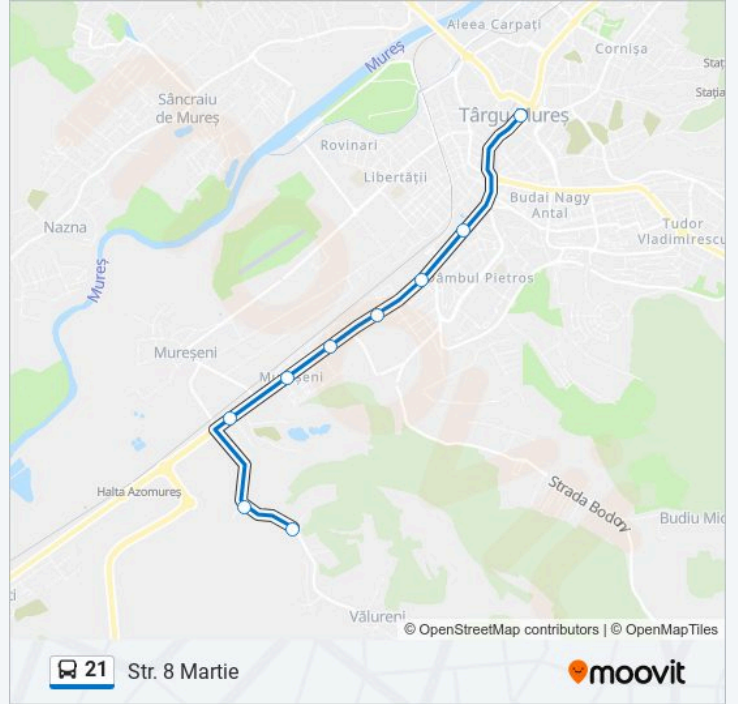 Aleea Carpați
Cornișa
Mureș
Sâncraiu
de Mureș
Târgu Mureș
Rovinari
Libertății
Budai Nagy
Antal
Nazna
Tudor
Vladimirescu
Mureș
Dâmbul Pietros
Mureșeni
Mureșeni
Halta Azomureș
Strada Bodony
Budiu Mic
Vălureni
© OpenStreetMap contributors | © OpenMapTiles
21 Str. 8 Martie
moovit